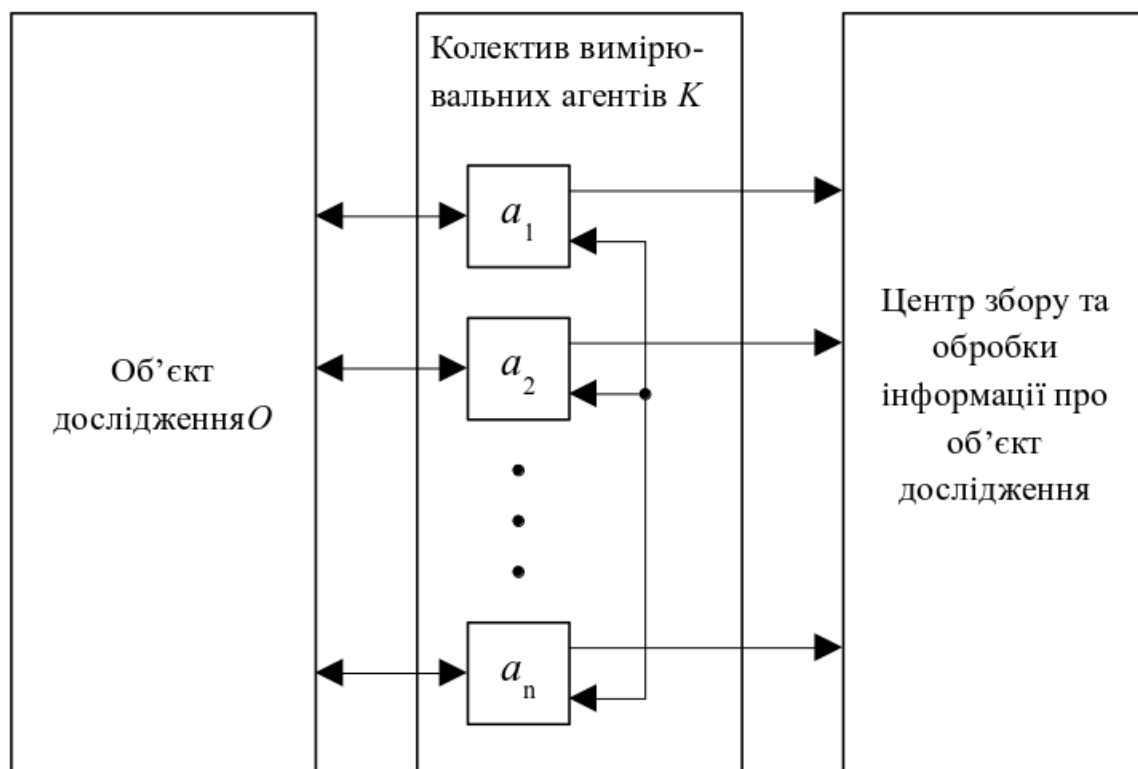 Об’єкт
дослідження O
Колектив вимірю-
вальних агентів K
a1
a2
an
Центр збору та
обробки
інформації про
об’єкт
дослідження